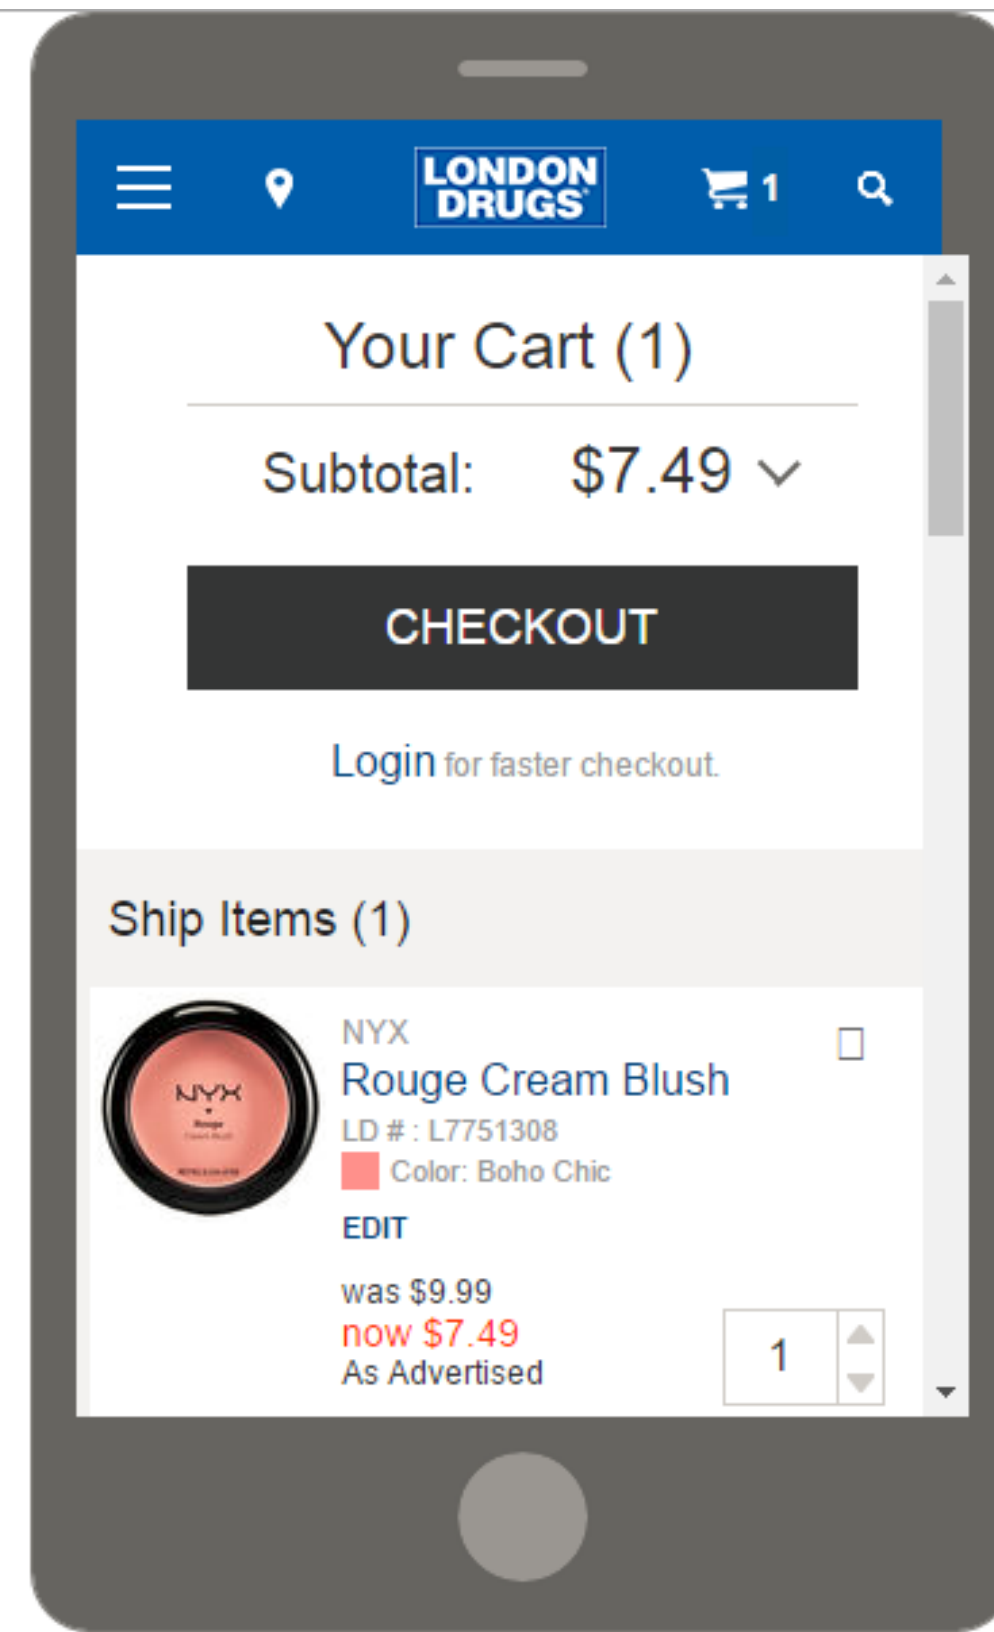 LONDON
DRUGS
1
Your Cart (1)
Subtotal: $7.49
CHECKOUT
Login for faster checkout.
Ship Items (1)
NYX
Rouge Cream Blush
LD # : L7751308
Color: Boho Chic
EDIT
was $9.99
now $7.49
As Advertised
1
NYX
Rouge